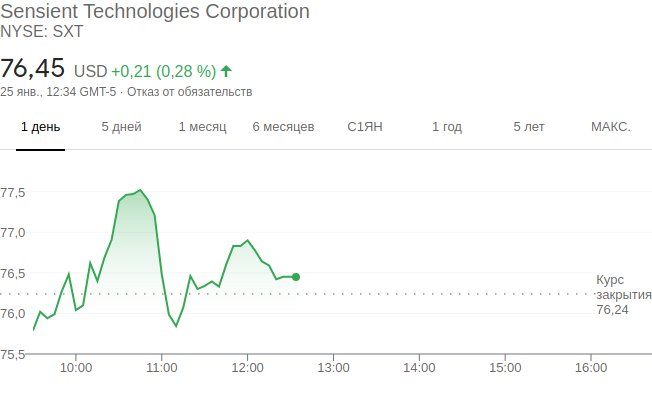 Sensient Technologies Corporation
NYSE: SXT
76,45 USD +0,21 (0,28 %)
25 янв., 12:34 GMT-5 · Отказ от обязательств
1 день 5 дней 1 месяц 6 месяцев С1ЯН 1 год 5 лет МАКС.
77,5
77,0
76,5
Курс
закрытия
76,24
76,0
75,5
10:00 11:00 12:00 13:00 14:00 15:00 16:00